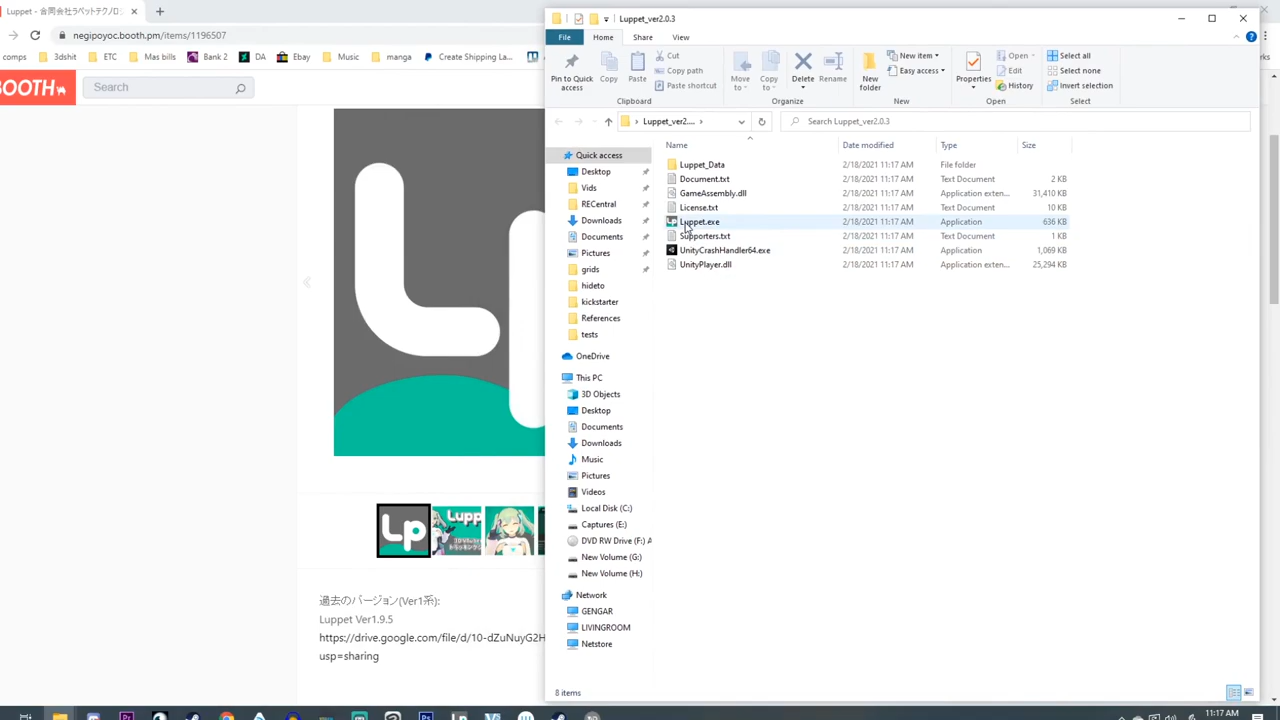 Luppet - 合同会社ラベットテクノロジ
negipoyoc.booth.pm/items/1196507
comps
3dshit
ETC
Mas bills
Bank 2
DA
Ebay
Music
manga
Create Shipping La...
BOOTH
Search
Lp
Lupp
過去のバージョン(Ver1系):
Luppet Ver1.9.5
https://drive.google.com/file/d/10-dZuNuyG2H
usp=sharing
Luppet_ver2.0.3
File
Home
Share
View
Pin to Quick access
Copy
Paste
Cut
Copy path
Paste shortcut
Clipboard
Move to
Copy to
Delete
Rename
Organize
New folder
New item
Easy access
New
Properties
Open
Edit
History
Open
Select all
Select none
Invert selection
Select
Luppet_ver2....
Search Luppet_ver2.0.3
Name Date modified Type Size
Luppet_Data 2/18/2021 11:17 AM File folder
Document.txt 2/18/2021 11:17 AM Text Document 2 KB
GameAssembly.dll 2/18/2021 11:17 AM Application exten... 31,410 KB
License.txt 2/18/2021 11:17 AM Text Document 10 KB
Luppet.exe 2/18/2021 11:17 AM Application 636 KB
Supporters.txt 2/18/2021 11:17 AM Text Document 1 KB
UnityCrashHandler64.exe 2/18/2021 11:17 AM Application 1,069 KB
UnityPlayer.dll 2/18/2021 11:17 AM Application exten... 25,294 KB
Quick access
Desktop
Vids
RECentral
Downloads
Documents
Pictures
grids
hideto
kickstarter
References
tests
OneDrive
This PC
3D Objects
Desktop
Documents
Downloads
Music
Pictures
Videos
Local Disk (C:)
Captures (E:)
DVD RW Drive (F:) A
New Volume (G:)
New Volume (H:)
Network
GENGAR
LIVINGROOM
Netstore
8 items
11:17 AM